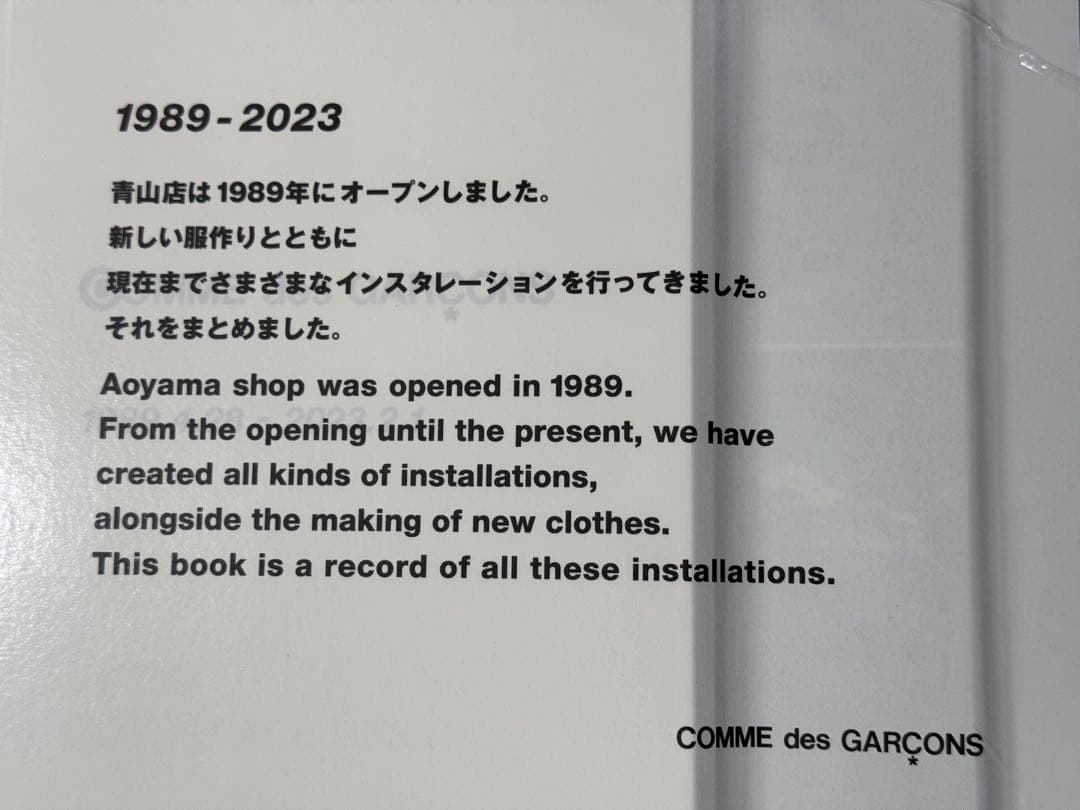 1989-2023
青山店は1989年にオープンしました。
新しい服作りとともに
現在までさまざまなインスタレーションを行ってきました。
それをまとめました。
Aoyama shop was opened in 1989.
From the opening until the present, we have
created all kinds of installations,
alongside the making of new clothes.
This book is a record of all these installations.
COMME des GARÇONS
*